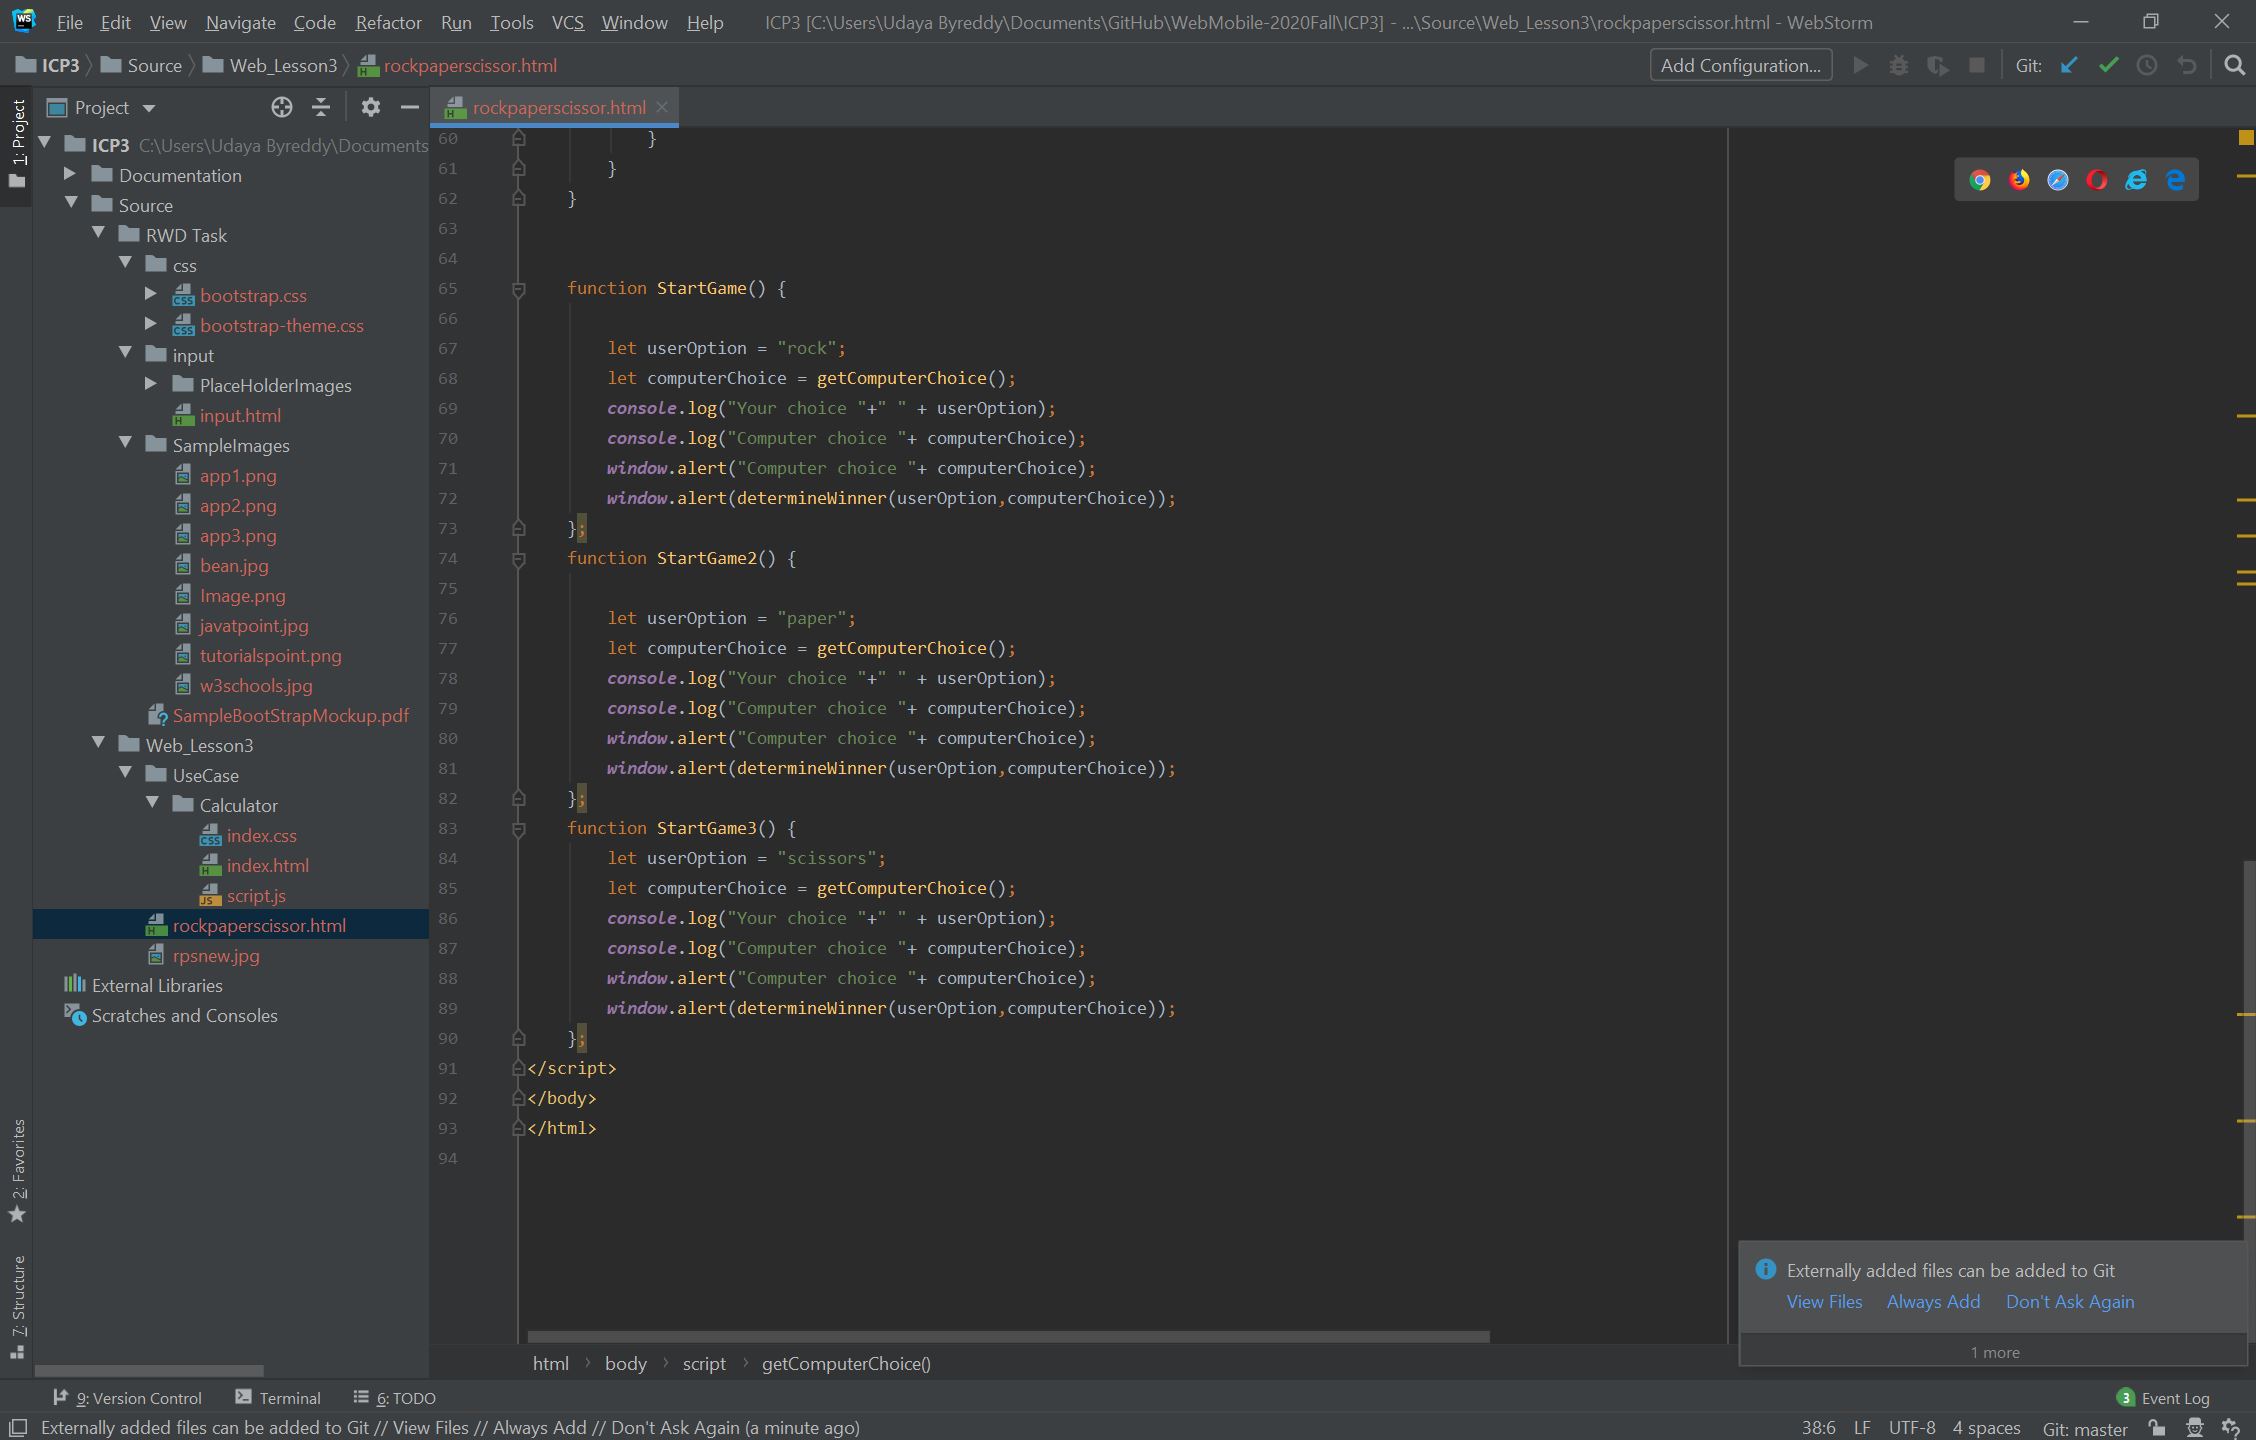 File Edit View Navigate Code Refactor Run Tools VCS Window Help ICP3 [C:\Users\Udaya Byreddy\Documents\GitHub\WebMobile-2020Fall\ICP3] - ...\Source\Web_Lesson3\rockpaperscissor.html - WebStorm
ICP3 Source Web_Lesson3 rockpaperscissor.html Add Configuration... Git:
Project rockpaperscissor.html
1: Project
ICP3 C:\Users\Udaya Byreddy\Documents
Documentation
Source
RWD Task
css
bootstrap.css
bootstrap-theme.css
input
PlaceHolderImages
input.html
SampleImages
app1.png
app2.png
app3.png
bean.jpg
Image.png
javatpoint.jpg
tutorialspoint.png
w3schools.jpg
SampleBootStrapMockup.pdf
Web_Lesson3
UseCase
Calculator
index.css
index.html
script.js
rockpaperscissor.html
rpsnew.jpg
External Libraries
Scratches and Consoles
2: Favorites
7: Structure
60 }
61 }
62 }
63
64
65 function StartGame() {
66
67 let userOption = "rock";
68 let computerChoice = getComputerChoice();
69 console.log("Your choice "+" " + userOption);
70 console.log("Computer choice "+ computerChoice);
71 window.alert("Computer choice "+ computerChoice);
72 window.alert(determineWinner(userOption,computerChoice));
73 };
74 function StartGame2() {
75
76 let userOption = "paper";
77 let computerChoice = getComputerChoice();
78 console.log("Your choice "+" " + userOption);
79 console.log("Computer choice "+ computerChoice);
80 window.alert("Computer choice "+ computerChoice);
81 window.alert(determineWinner(userOption,computerChoice));
82 };
83 function StartGame3() {
84 let userOption = "scissors";
85 let computerChoice = getComputerChoice();
86 console.log("Your choice "+" " + userOption);
87 console.log("Computer choice "+ computerChoice);
88 window.alert("Computer choice "+ computerChoice);
89 window.alert(determineWinner(userOption,computerChoice));
90 };
91 </script>
92 </body>
93 </html>
94
Externally added files can be added to Git
View Files Always Add Don't Ask Again
1 more
html body script getComputerChoice()
9: Version Control Terminal 6: TODO 3 Event Log
Externally added files can be added to Git // View Files // Always Add // Don't Ask Again (a minute ago) 38:6 LF UTF-8 4 spaces Git: master